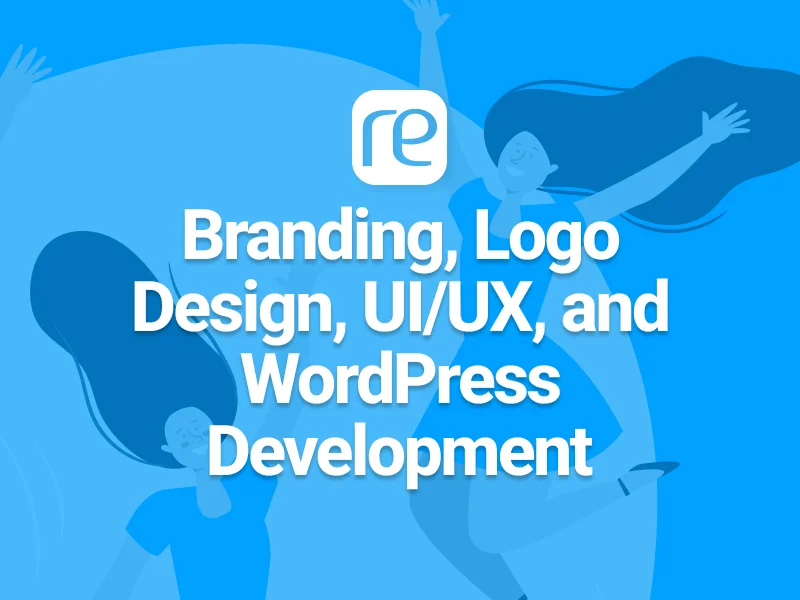 re
Branding, Logo
Design, UI/UX, and
WordPress
Development